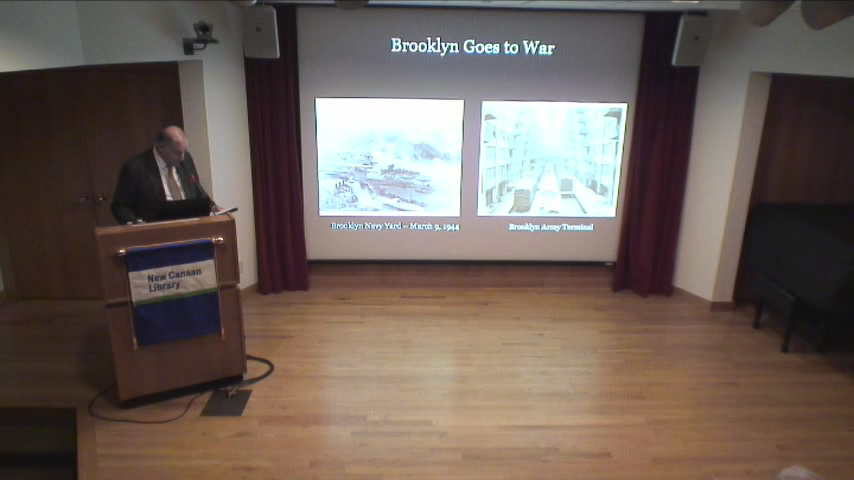 Brooklyn Goes to War
Brooklyn Navy Yard – March 9, 1944
Brooklyn Army Terminal
New Canaan
Library